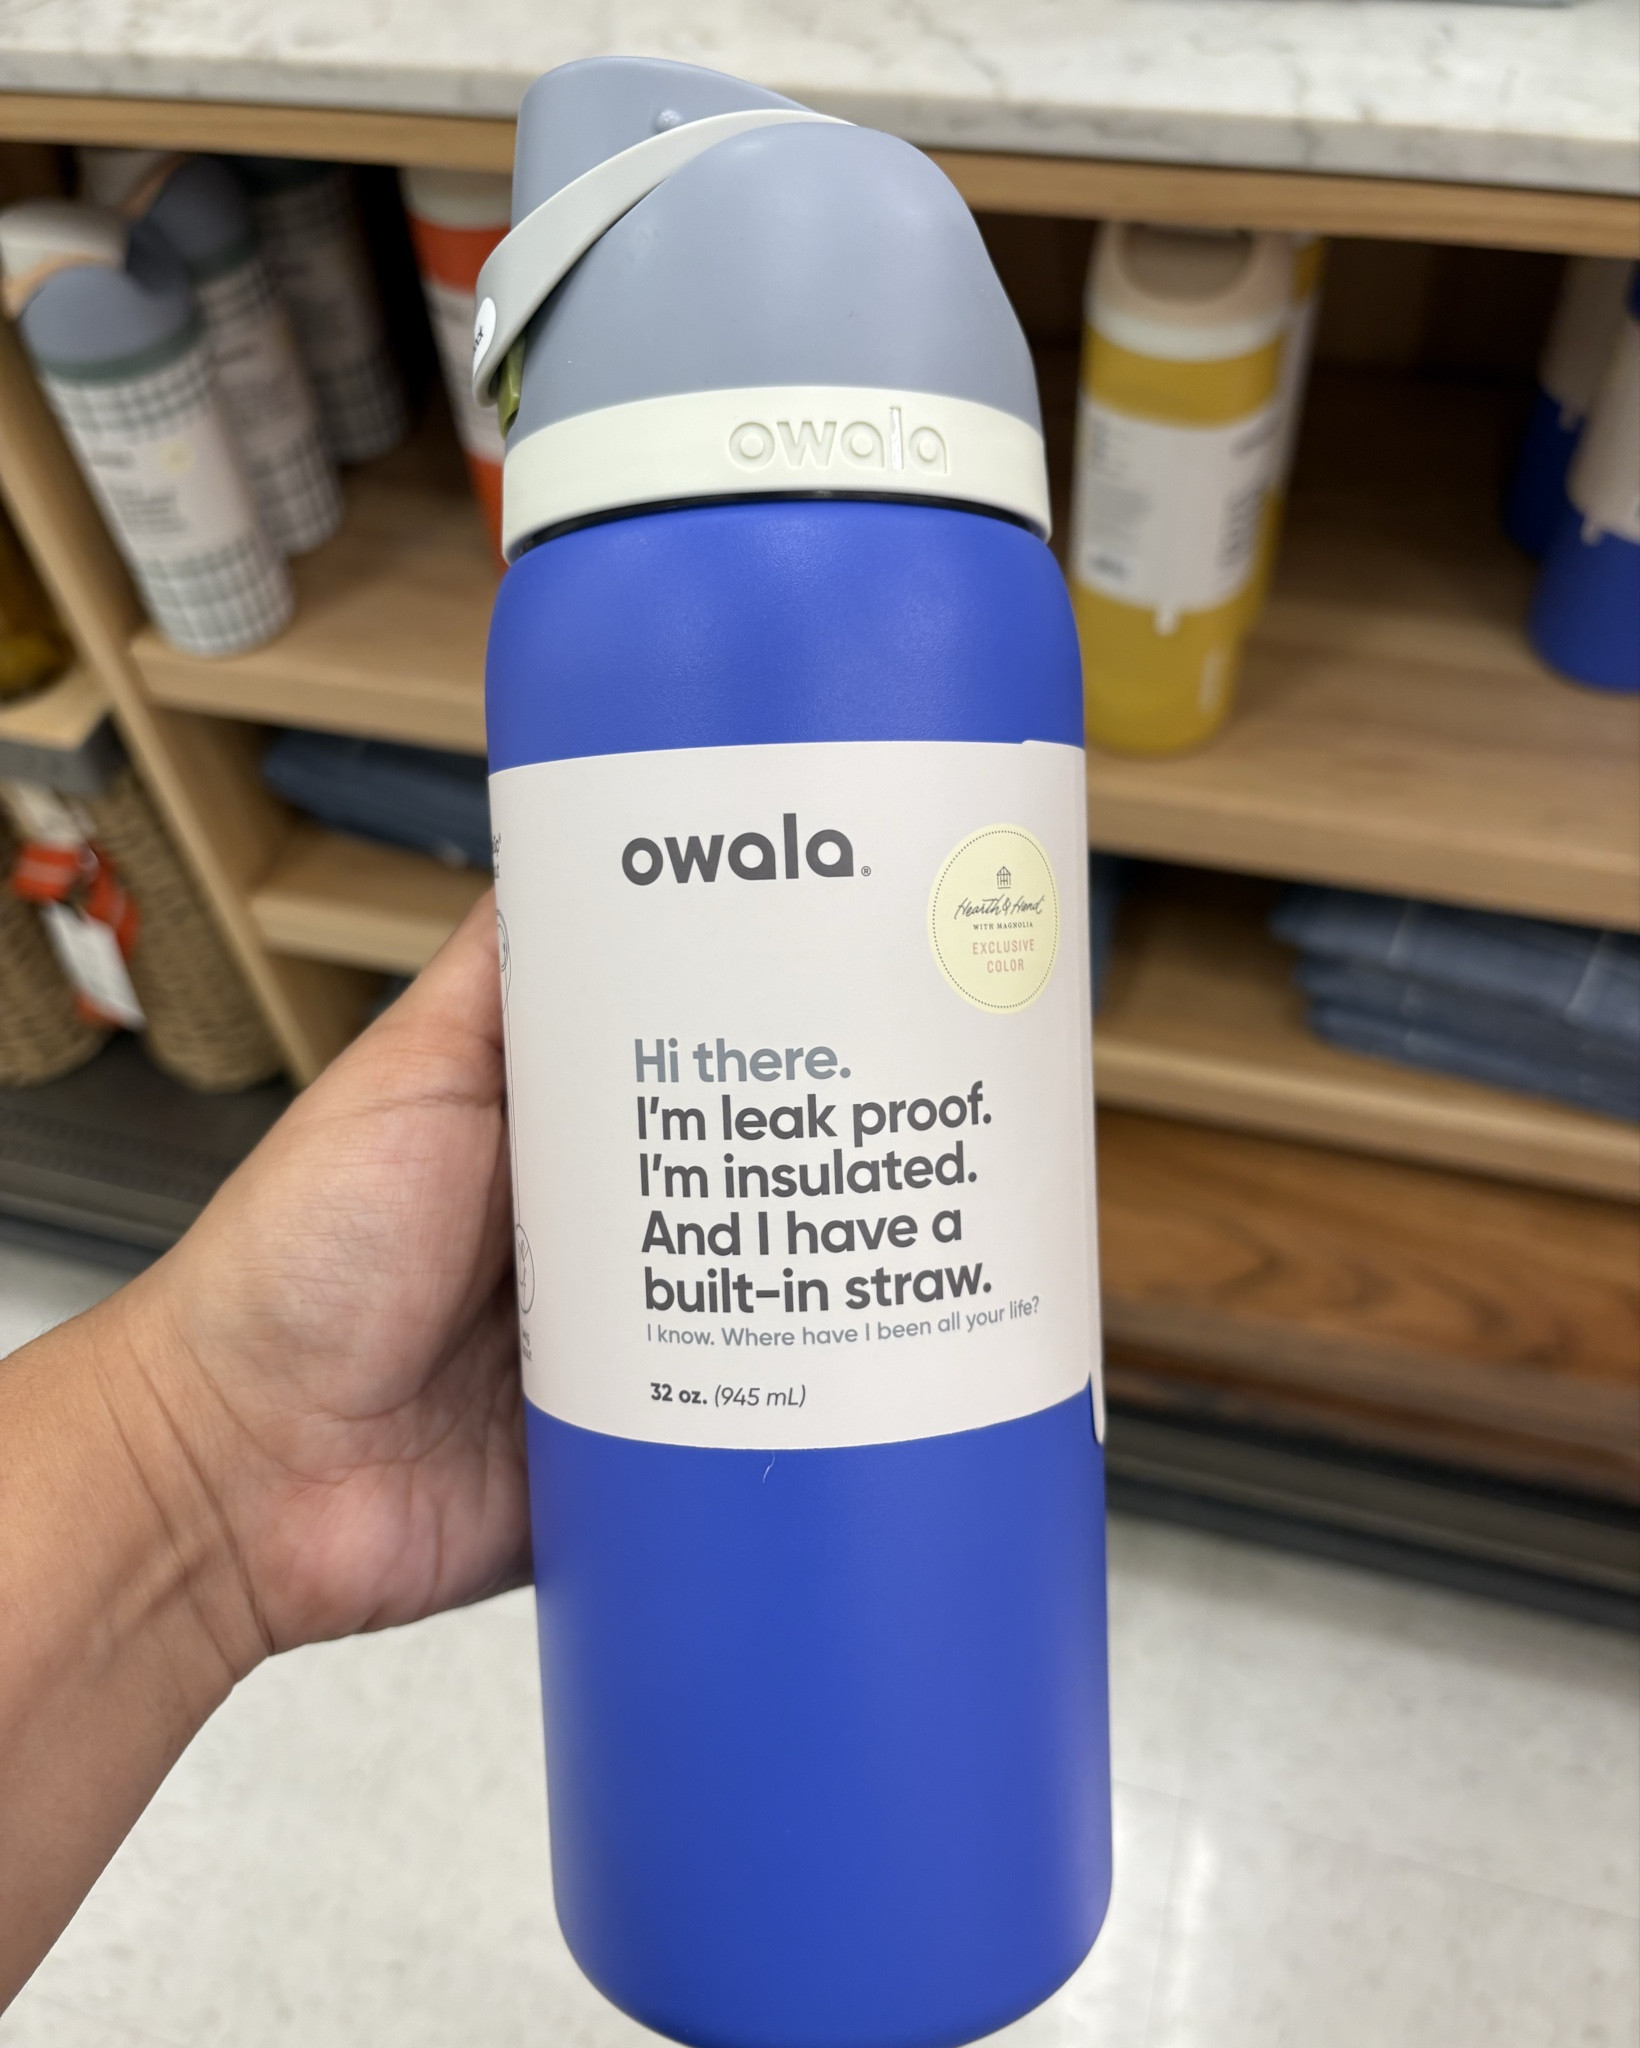 owala
owala®
Hearth & Hand
WITH MAGNOLIA
EXCLUSIVE
COLOR
Hi there.
I'm leak proof.
I'm insulated.
And I have a
built-in straw.
I know. Where have I been all your life?
32 oz. (945 mL)